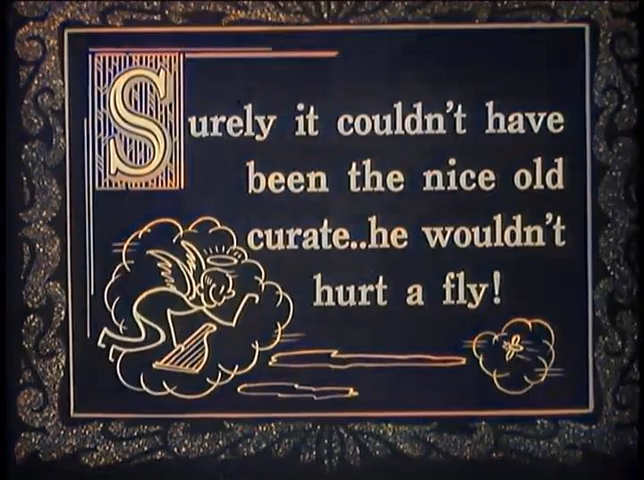 Surely it couldn't have
been the nice old
curate..he wouldn't
hurt a fly!